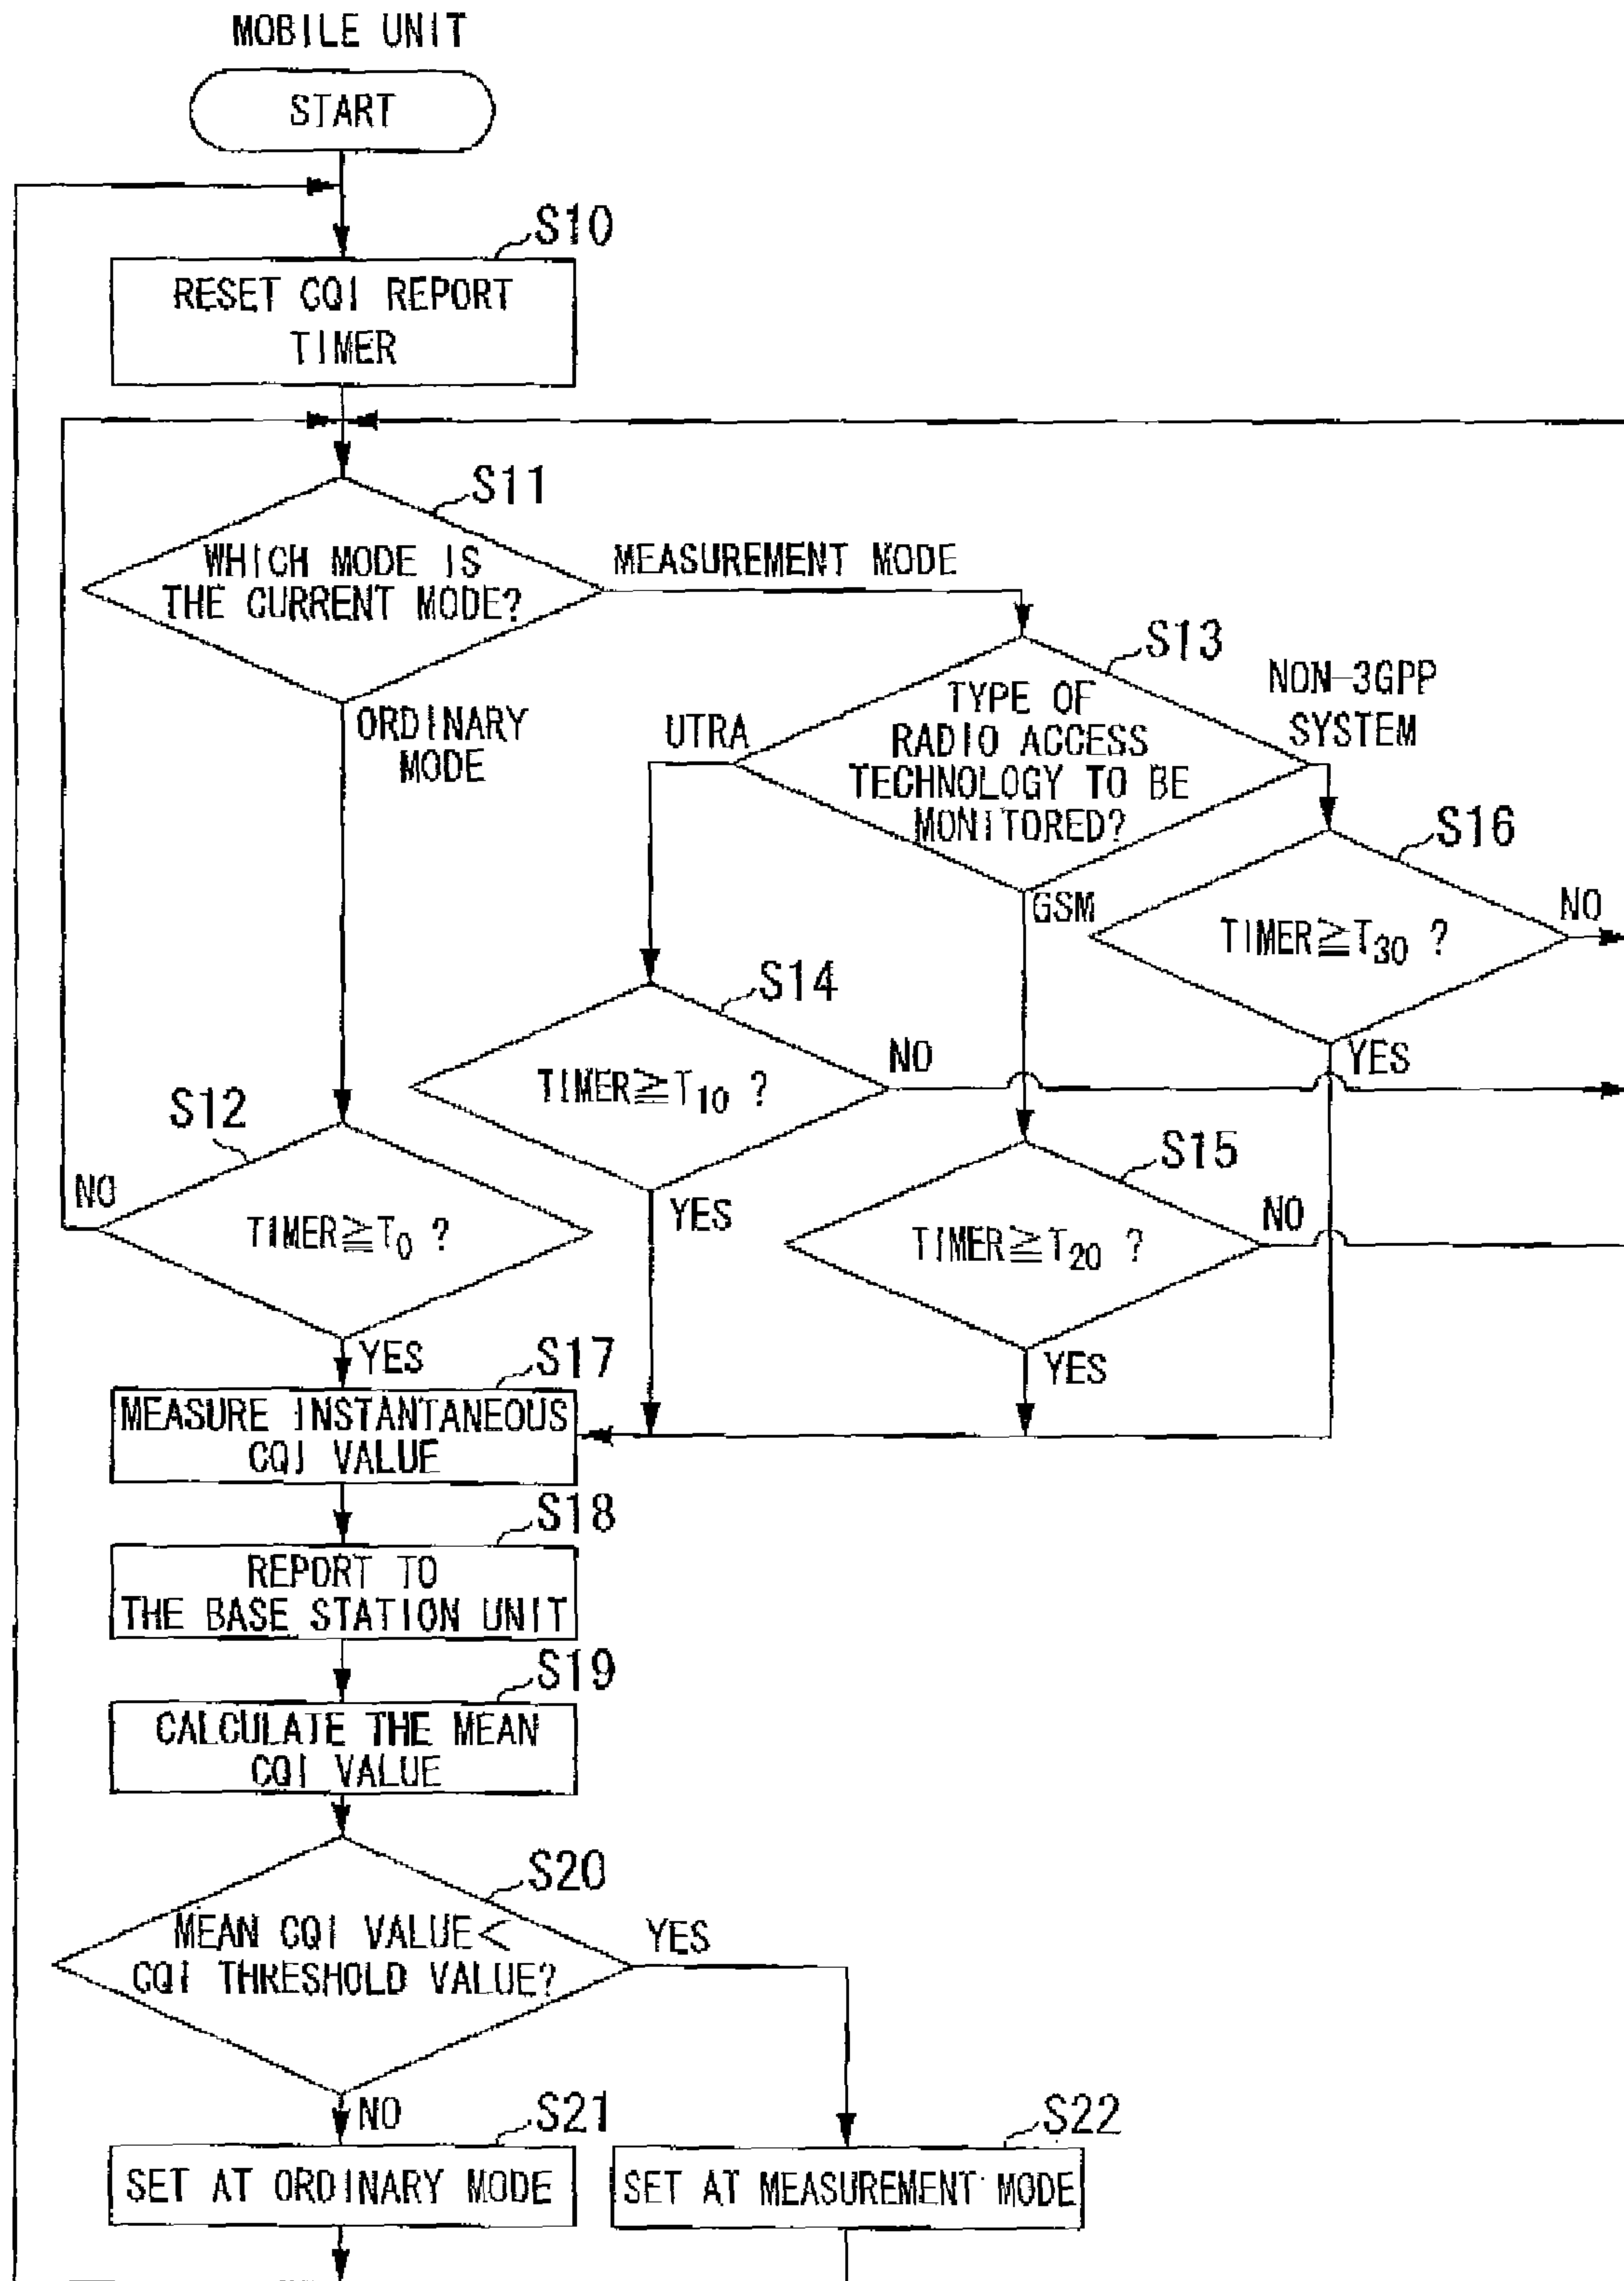 MOBILE UNIT
START
S10
RESET CQI REPORT
TIMER
S11
WHICH MODE IS
THE CURRENT MODE?
MEASUREMENT MODE
ORDINARY
MODE
S13
TYPE OF
RADIO ACCESS
TECHNOLOGY TO BE
MONITORED?
UTRA
NON-3GPP
SYSTEM
GSM
S16
TIMER≧T30 ?
NO
YES
S14
TIMER≧T10 ?
NO
YES
S12
TIMER≧T0 ?
NO
YES
S15
TIMER≧T20 ?
NO
YES
S17
MEASURE INSTANTANEOUS
CQI VALUE
S18
REPORT TO
THE BASE STATION UNIT
S19
CALCULATE THE MEAN
CQI VALUE
S20
MEAN CQI VALUE<
CQI THRESHOLD VALUE?
YES
NO
S21
SET AT ORDINARY MODE
S22
SET AT MEASUREMENT MODE